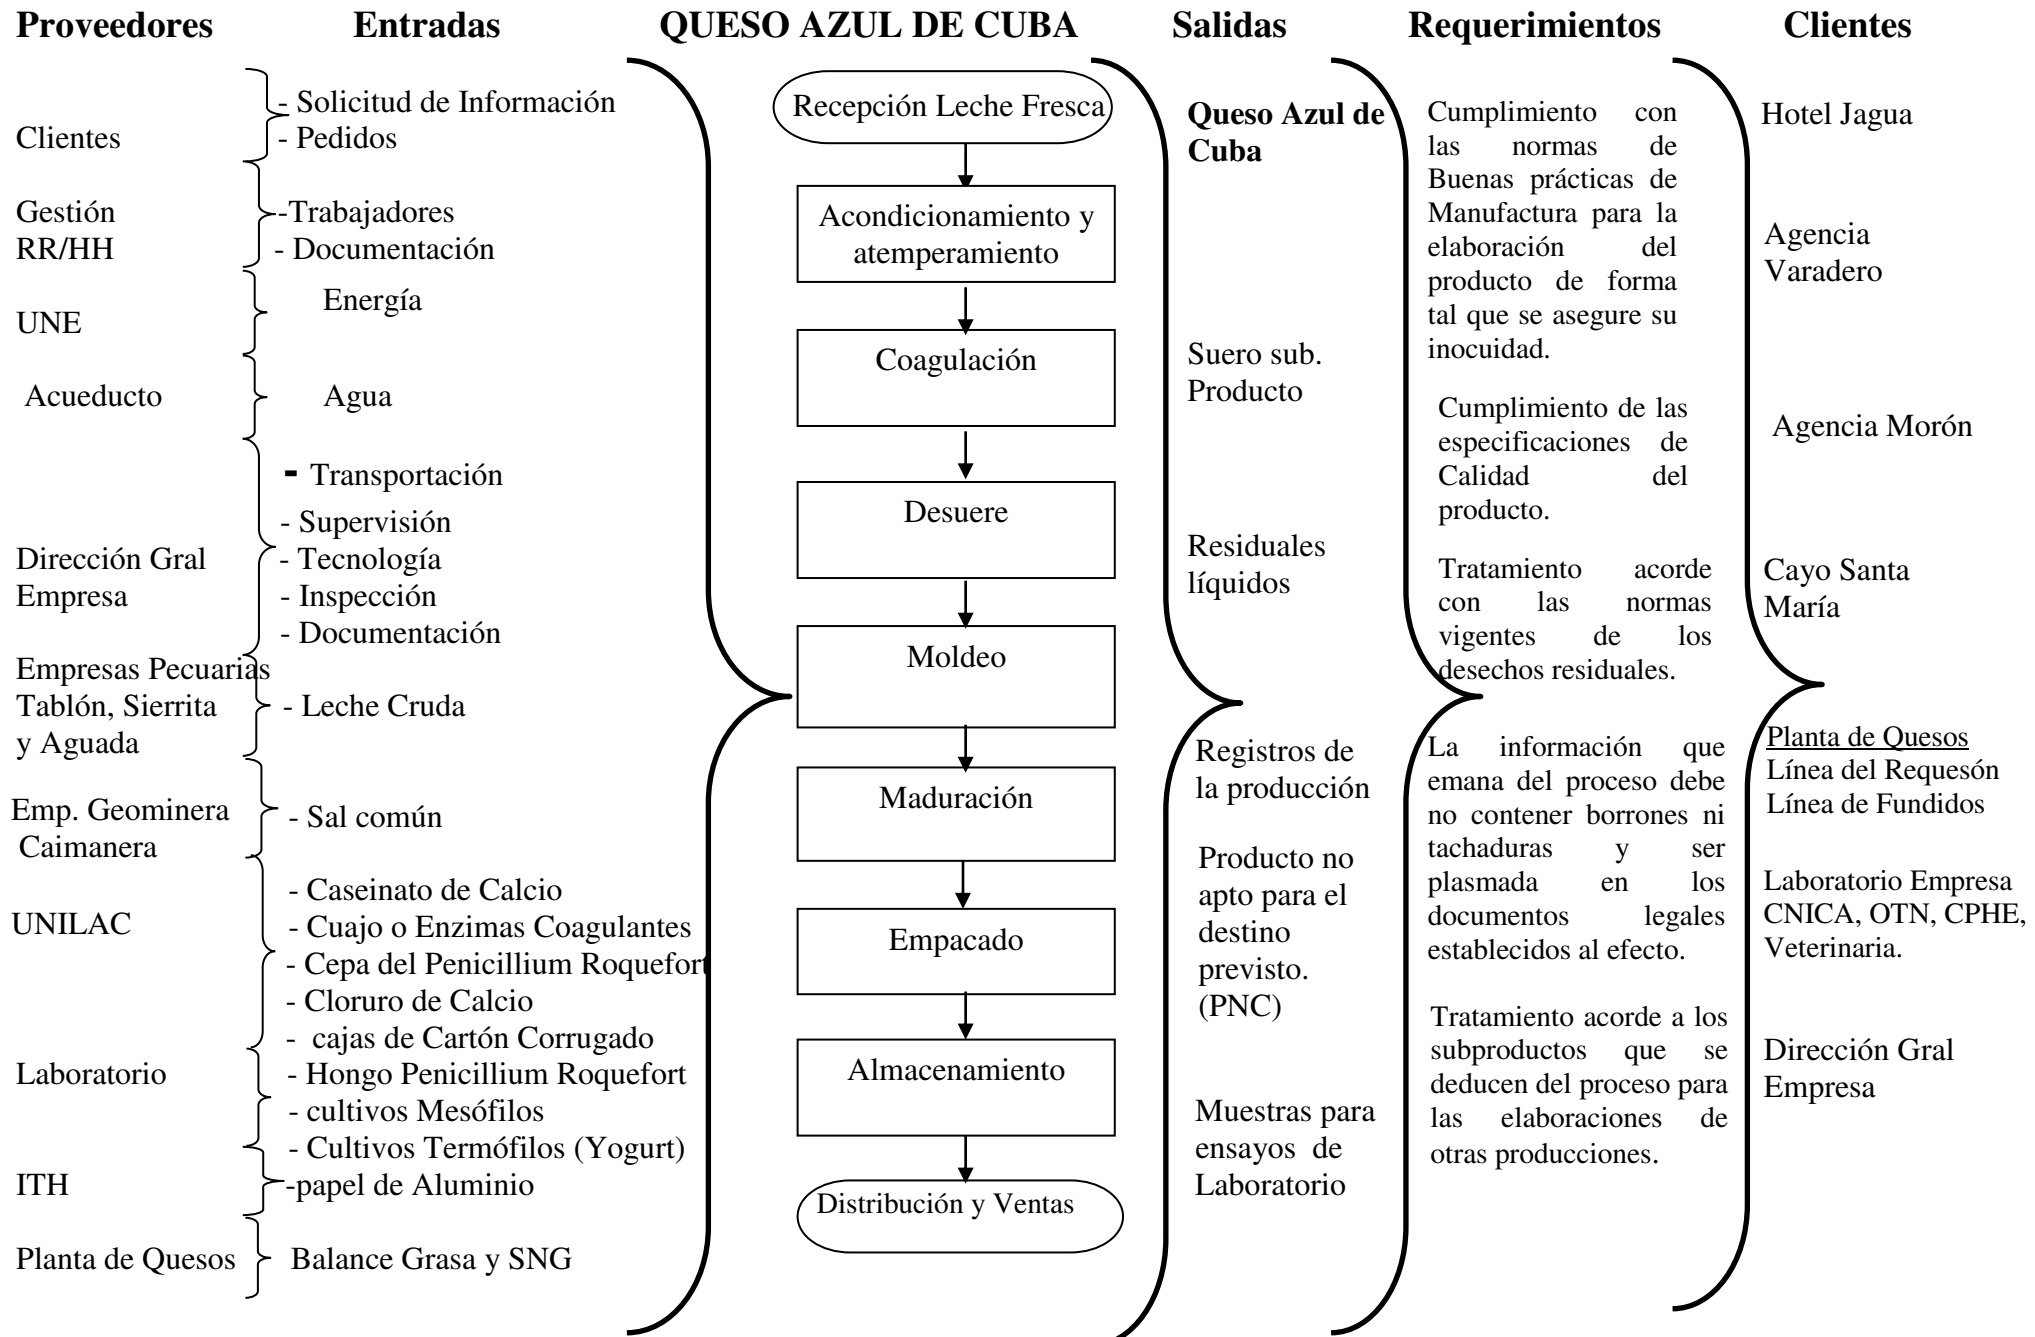 Proveedores
Entradas
QUESO AZUL DE CUBA
Salidas
Requerimientos
Clientes
Clientes
Gestión
RR/HH
UNE
Acueducto
Dirección Gral
Empresa
Empresas Pecuarias
Tablón, Sierrita
y Aguada
Emp. Geominera
Caimanera
UNILAC
Laboratorio
ITH
Planta de Quesos
- Solicitud de Información
- Pedidos
-Trabajadores
- Documentación
Energía
Agua
- Transportación
- Supervisión
- Tecnología
- Inspección
- Documentación
- Leche Cruda
- Sal común
- Caseinato de Calcio
- Cuajo o Enzimas Coagulantes
- Cepa del Penicillium Roquefort
- Cloruro de Calcio
- cajas de Cartón Corrugado
- Hongo Penicillium Roquefort
- cultivos Mesófilos
- Cultivos Termófilos (Yogurt)
-papel de Aluminio
Balance Grasa y SNG
Recepción Leche Fresca
Acondicionamiento y
atemperamiento
Coagulación
Desuere
Moldeo
Maduración
Empacado
Almacenamiento
Distribución y Ventas
Queso Azul de
Cuba
Suero sub.
Producto
Residuales
líquidos
Registros de
la producción
Producto no
apto para el
destino
previsto.
(PNC)
Muestras para
ensayos de
Laboratorio
Cumplimiento con
las normas de
Buenas prácticas de
Manufactura para la
elaboración del
producto de forma
tal que se asegure su
inocuidad.
Cumplimiento de las
especificaciones de
Calidad del
producto.
Tratamiento acorde
con las normas
vigentes de los
desechos residuales.
La información que
emana del proceso debe
no contener borrones ni
tachaduras y ser
plasmada en los
documentos legales
establecidos al efecto.
Tratamiento acorde a los
subproductos que se
deducen del proceso para
las elaboraciones de
otras producciones.
Hotel Jagua
Agencia
Varadero
Agencia Morón
Cayo Santa
María
Planta de Quesos
Línea del Requesón
Línea de Fundidos
Laboratorio Empresa
CNICA, OTN, CPHE,
Veterinaria.
Dirección Gral
Empresa